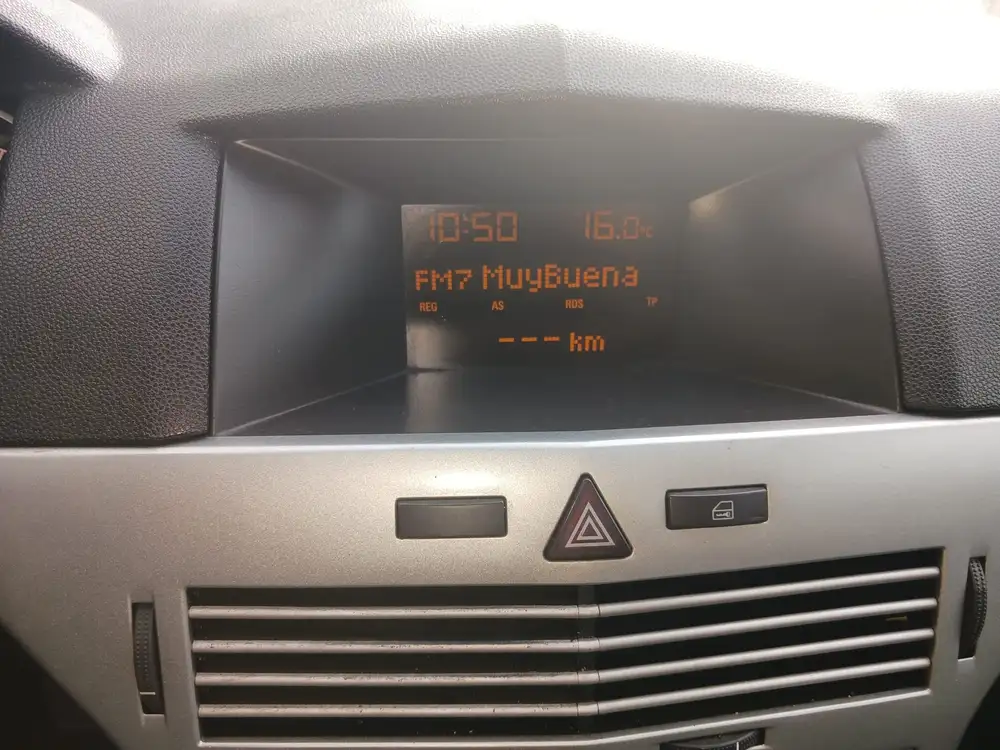 10:50 16.0°C
FM7 MuyBuena
REG AS RDS TP
--- km